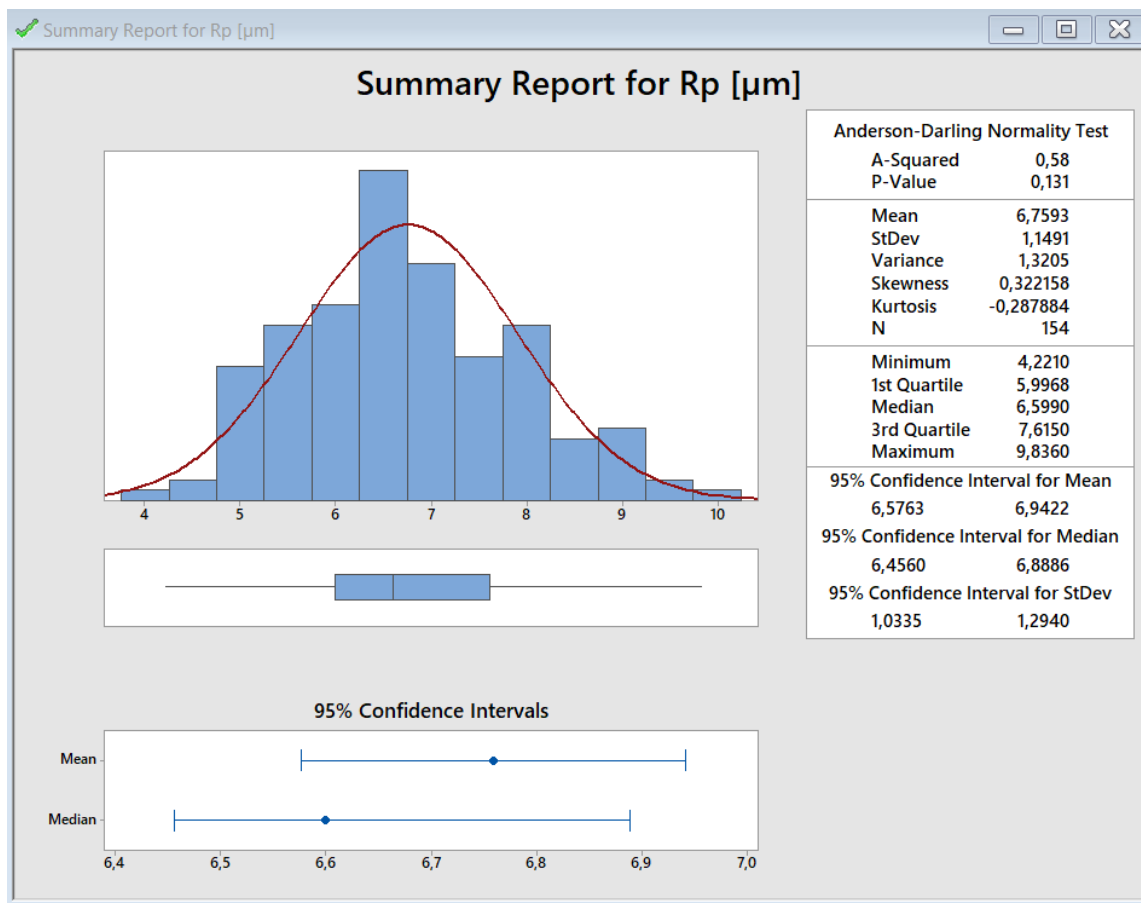 Summary Report for Rp [µm]
Summary Report for Rp [µm]
4 5 6 7 8 9 10
Anderson-Darling Normality Test
A-Squared 0,58
P-Value 0,131
Mean 6,7593
StDev 1,1491
Variance 1,3205
Skewness 0,322158
Kurtosis -0,287884
N 154
Minimum 4,2210
1st Quartile 5,9968
Median 6,5990
3rd Quartile 7,6150
Maximum 9,8360
95% Confidence Interval for Mean
6,5763 6,9422
95% Confidence Interval for Median
6,4560 6,8886
95% Confidence Interval for StDev
1,0335 1,2940
95% Confidence Intervals
Mean
Median
6,4 6,5 6,6 6,7 6,8 6,9 7,0